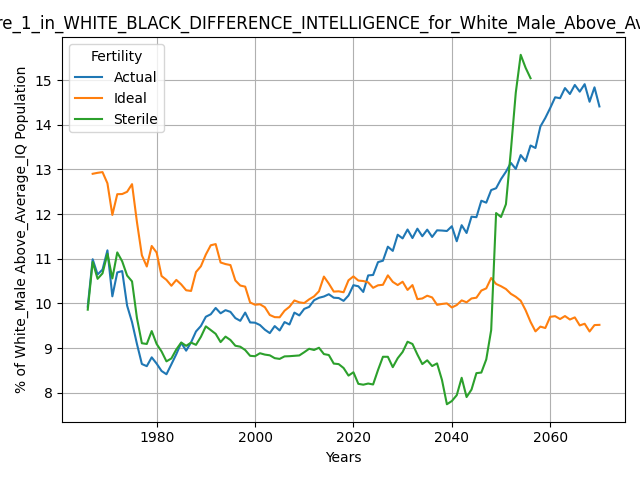 re_1_in_WHITE_BLACK_DIFFERENCE_INTELLIGENCE_for_White_Male_Above_Av
Fertility
Actual
Ideal
Sterile
% of White_Male Above_Average_IQ Population
15
14
13
12
11
10
9
8
1980
2000
2020
2040
2060
Years